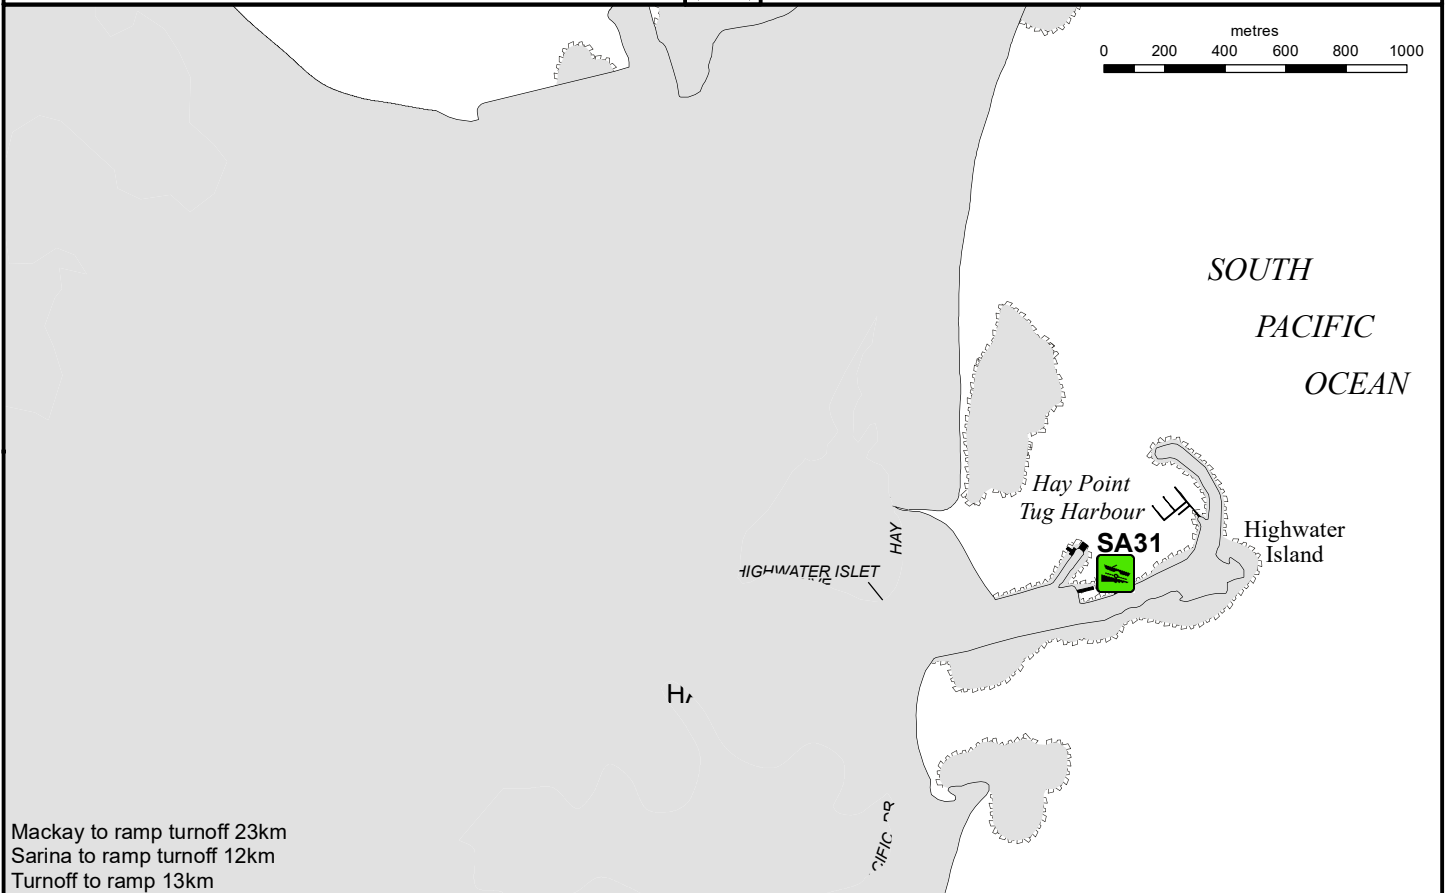 metres
0 200 400 600 800 1000
SOUTH
PACIFIC
OCEAN
Hay Point
Tug Harbour
SA31
Highwater
Island
HAY
HIGHWATER ISLET
Mackay to ramp turnoff 23km
Sarina to ramp turnoff 12km
Turnoff to ramp 13km